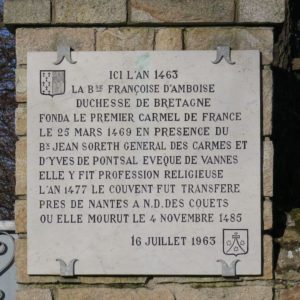 ICI L'AN 1463
LA BSE FRANÇOISE D'AMBOISE
DUCHESSE DE BRETAGNE
FONDA LE PREMIER CARMEL DE FRANCE
LE 25 MARS 1469 EN PRESENCE DU
BX JEAN SORETH GENERAL DES CARMES ET
D'YVES DE PONTSAL EVEQUE DE VANNES
ELLE Y FIT PROFESSION RELIGIEUSE
L'AN 1477 LE COUVENT FUT TRANSFERE
PRES DE NANTES A N.D. DES COUETS
OU ELLE MOURUT LE 4 NOVEMBRE 1485
16 JUILLET 1963